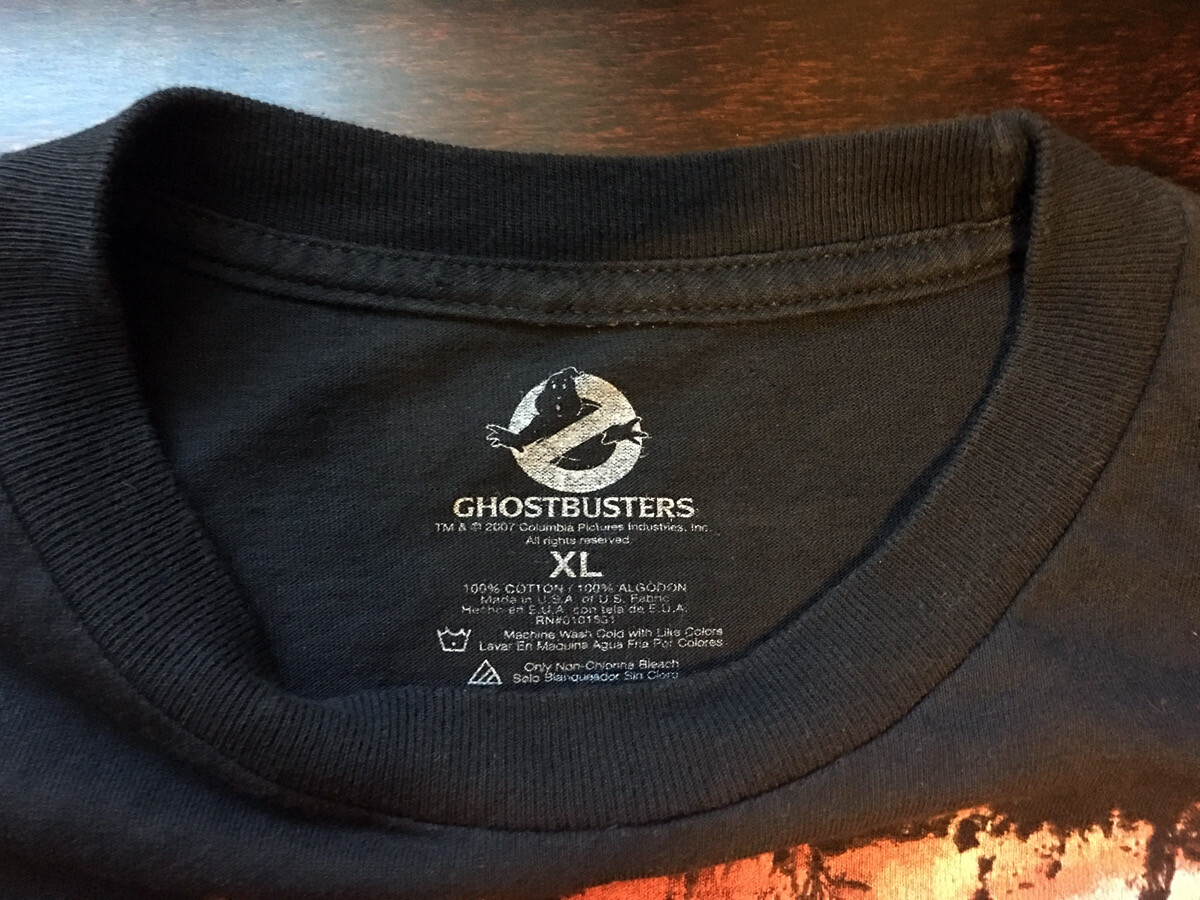 GHOSTBUSTERS
TM & © 2007 Columbia Pictures Industries, Inc.
All rights reserved.
XL
100% COTTON / 100% ALGODON
Made in U.S.A. of U.S. Fabric
Hecho en E.U.A. con tela de E.U.A.
Machine Wash Cold with Like Colors
Lavar En Maquina Agua Fria Por Colores
Only Non-Chlorine Bleach
Solo Blanqueador Sin Cloro